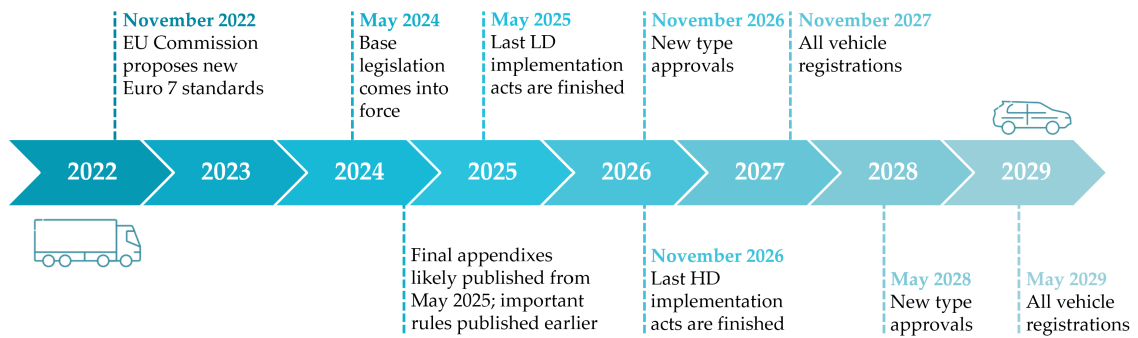 November 2022
EU Commission
proposes new
Euro 7 standards
May 2024
Base
legislation
comes into
force
May 2025
Last LD
implementation
acts are finished
November 2026
New type
approvals
November 2027
All vehicle
registrations
2022
2023
2024
2025
2026
2027
2028
2029
Final appendixes
likely published from
May 2025; important
rules published earlier
November 2026
Last HD
implementation
acts are finished
May 2028
New type
approvals
May 2029
All vehicle
registrations